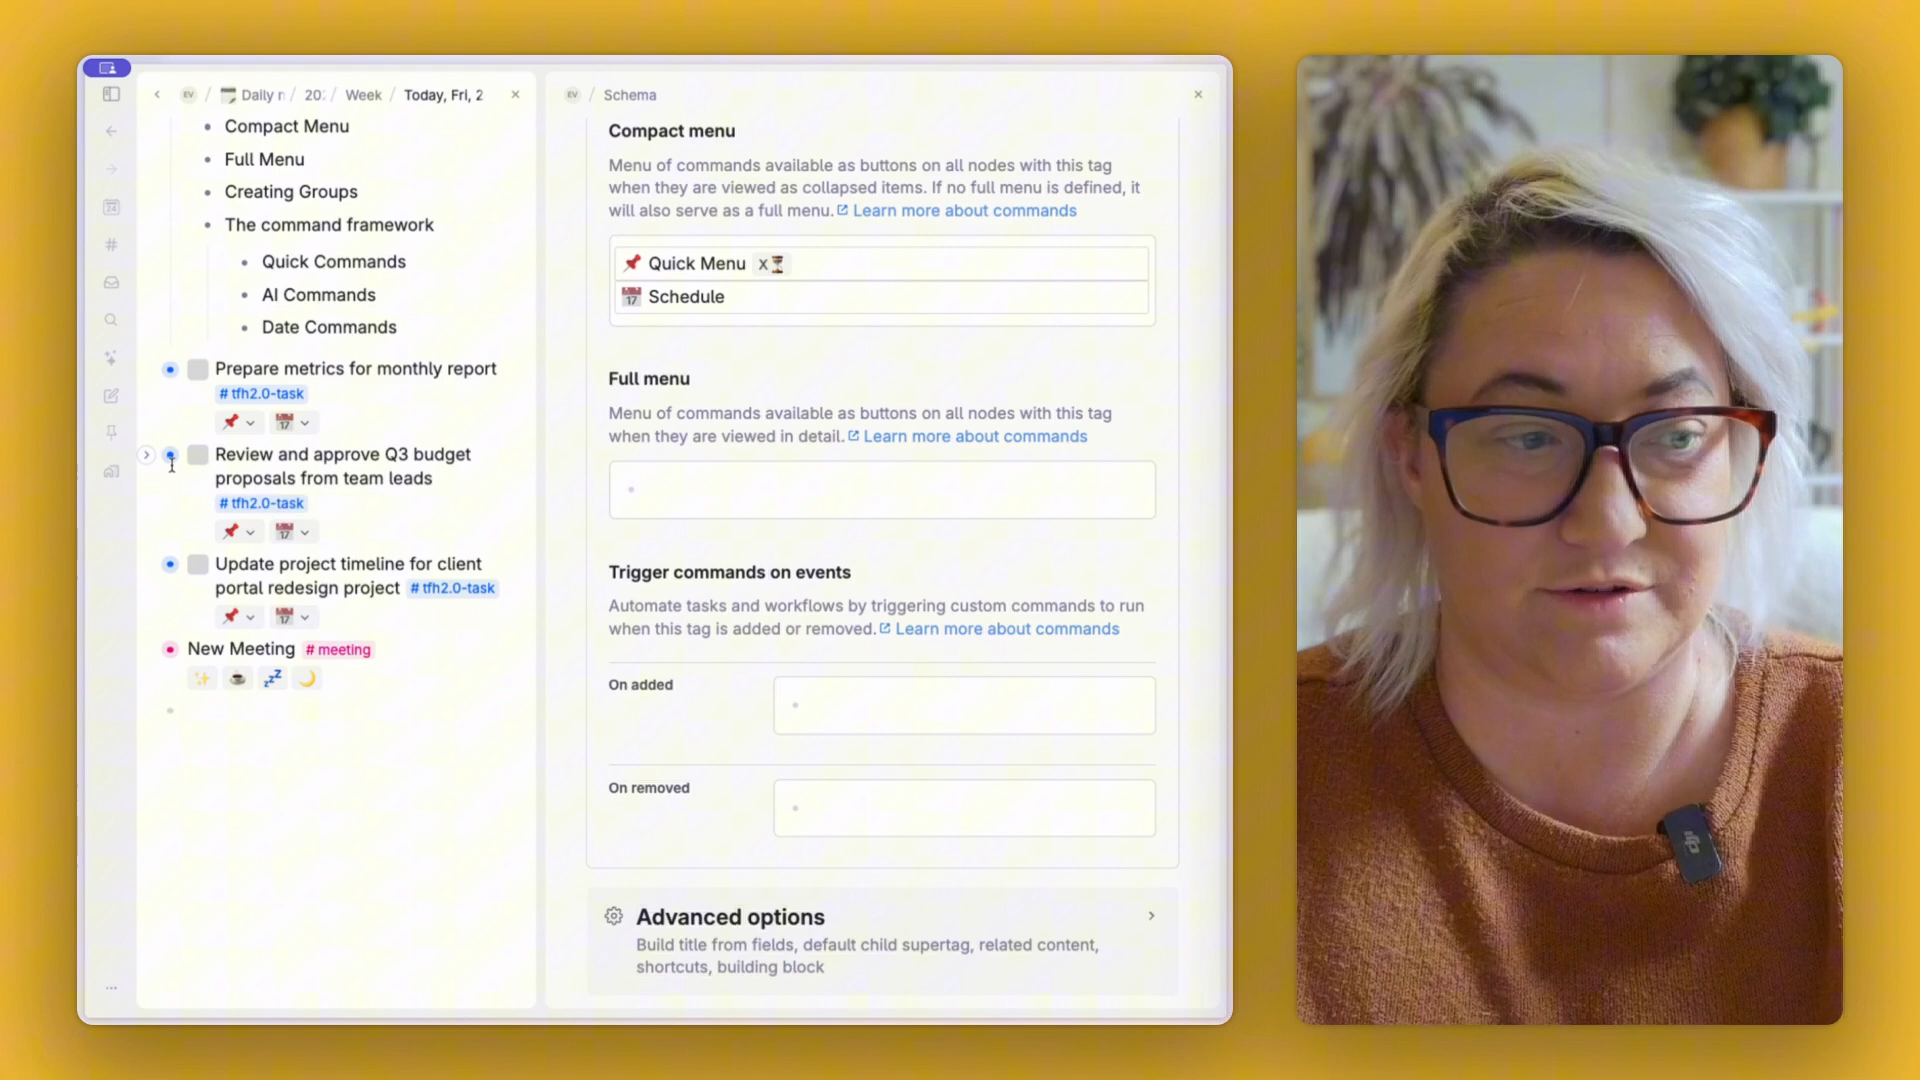 EV / Daily n / 20: / Week / Today, Fri, 2
Compact Menu
Full Menu
Creating Groups
The command framework
Quick Commands
AI Commands
Date Commands
Prepare metrics for monthly report
# tfh2.0-task
Review and approve Q3 budget
proposals from team leads
# tfh2.0-task
Update project timeline for client
portal redesign project # tfh2.0-task
New Meeting # meeting
EV / Schema
Compact menu
Menu of commands available as buttons on all nodes with this tag
when they are viewed as collapsed items. If no full menu is defined, it
will also serve as a full menu. Learn more about commands
📌 Quick Menu X⏳
📅 Schedule
Full menu
Menu of commands available as buttons on all nodes with this tag
when they are viewed in detail. Learn more about commands
Trigger commands on events
Automate tasks and workflows by triggering custom commands to run
when this tag is added or removed. Learn more about commands
On added
On removed
Advanced options
Build title from fields, default child supertag, related content,
shortcuts, building block
dji